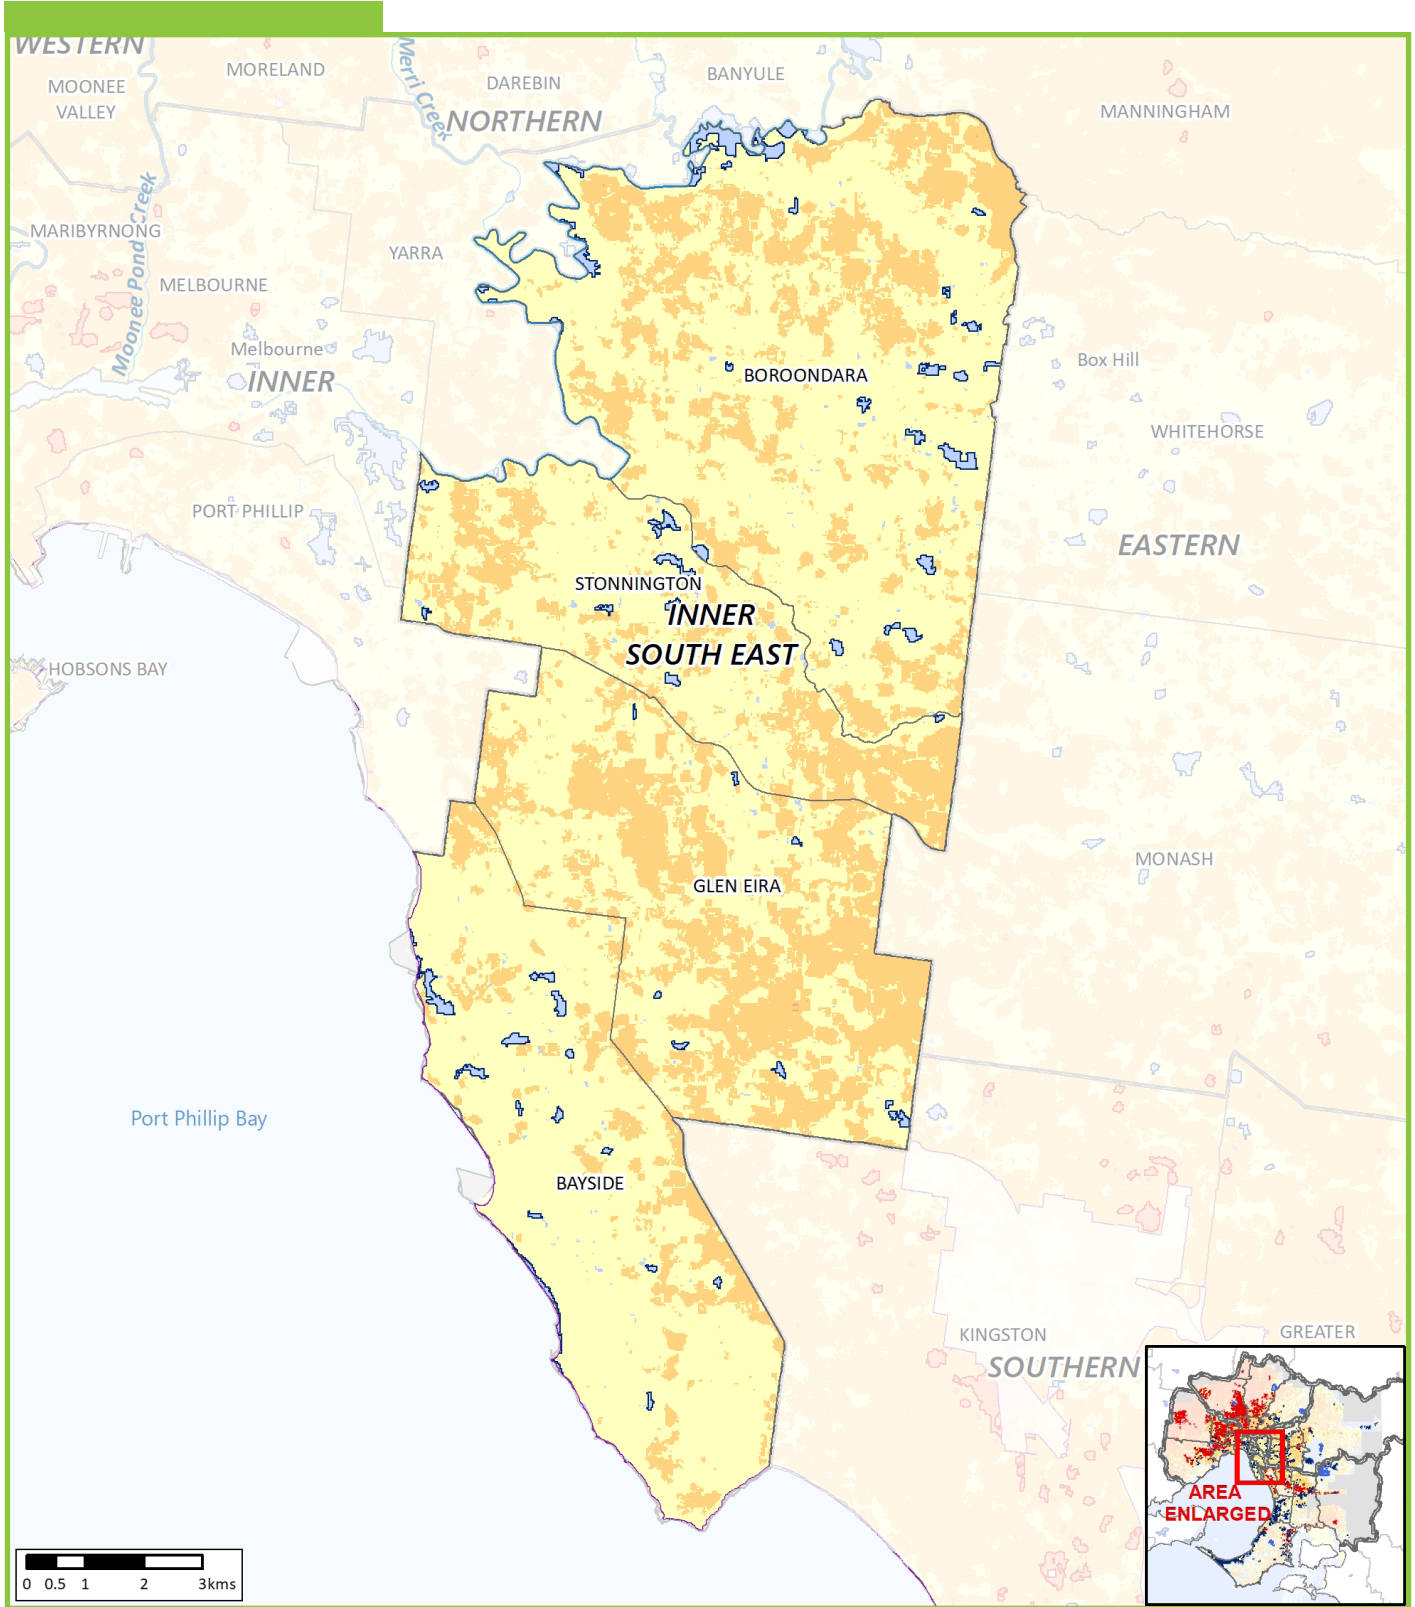 WESTERN
MORELAND
MOONEE
VALLEY
Merri Creek
DAREBIN
BANYULE
NORTHERN
MANNINGHAM
Moonee Pond Creek
MARIBYRNONG
YARRA
MELBOURNE
Melbourne
INNER
Box Hill
BOROONDARA
WHITEHORSE
PORT PHILLIP
EASTERN
STONNINGTON
INNER
SOUTH EAST
HOBSONS BAY
MONASH
GLEN EIRA
Port Phillip Bay
BAYSIDE
KINGSTON
GREATER
SOUTHERN
AREA
ENLARGED
0 0.5 1 2 3kms